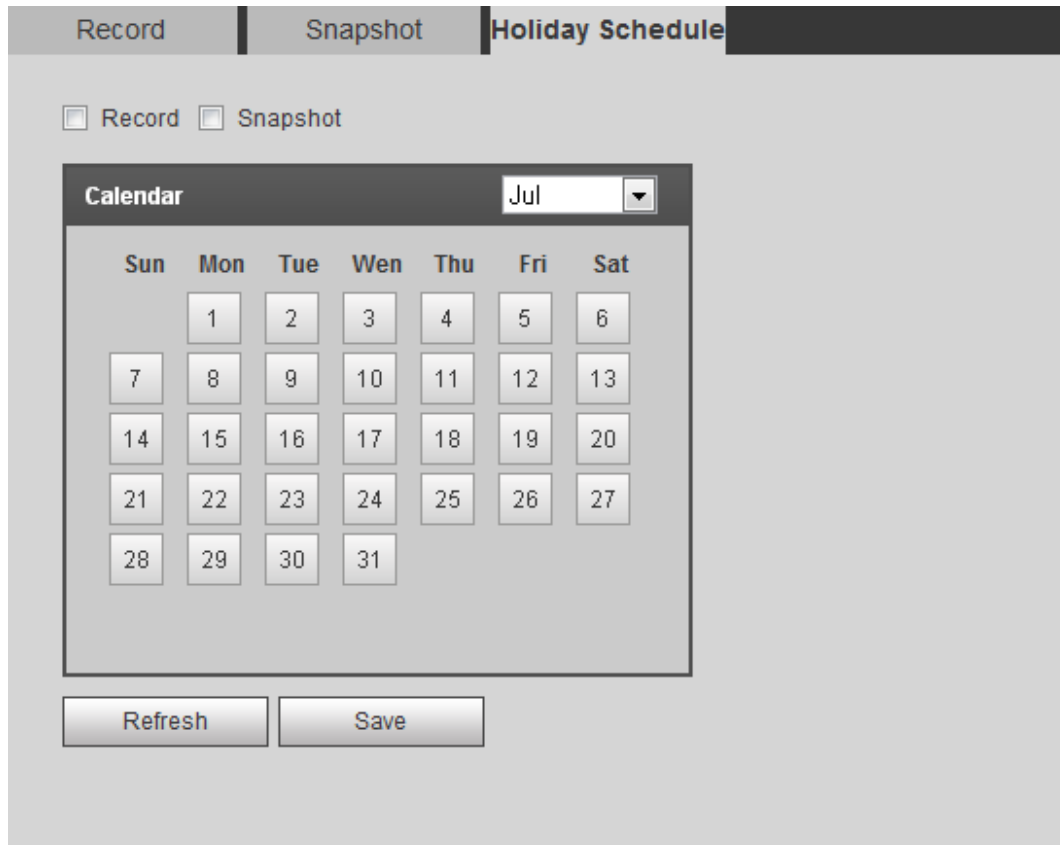 Record Snapshot Holiday Schedule
Record Snapshot
Calendar Jul
Sun Mon Tue Wen Thu Fri Sat
1 2 3 4 5 6
7 8 9 10 11 12 13
14 15 16 17 18 19 20
21 22 23 24 25 26 27
28 29 30 31
Refresh Save